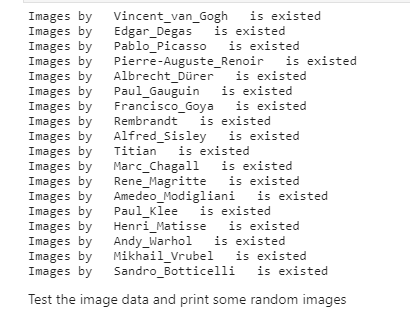 Images by   Vincent_van_Gogh   is existed
Images by   Edgar_Degas   is existed
Images by   Pablo_Picasso   is existed
Images by   Pierre-Auguste_Renoir   is existed
Images by   Albrecht_Dürer   is existed
Images by   Paul_Gauguin   is existed
Images by   Francisco_Goya   is existed
Images by   Rembrandt   is existed
Images by   Alfred_Sisley   is existed
Images by   Titian   is existed
Images by   Marc_Chagall   is existed
Images by   Rene_Magritte   is existed
Images by   Amedeo_Modigliani   is existed
Images by   Paul_Klee   is existed
Images by   Henri_Matisse   is existed
Images by   Andy_Warhol   is existed
Images by   Mikhail_Vrubel   is existed
Images by   Sandro_Botticelli   is existed
Test the image data and print some random images